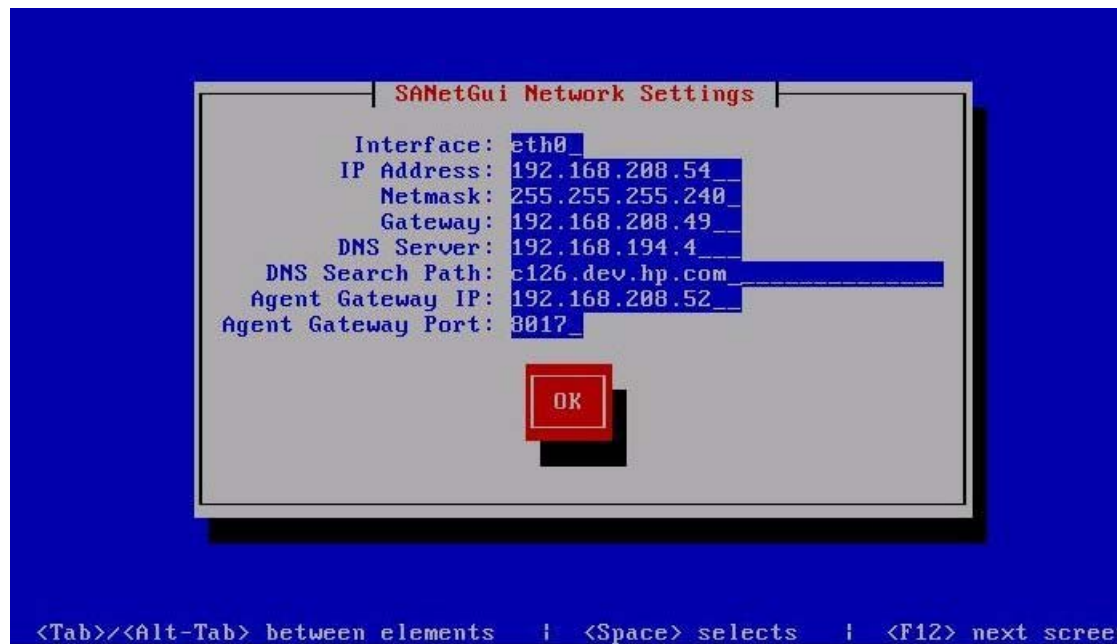 SANetGui Network Settings
Interface: eth0_
IP Address: 192.168.208.54__
Netmask: 255.255.255.240_
Gateway: 192.168.208.49__
DNS Server: 192.168.194.4___
DNS Search Path: c126.dev.hp.com_______________
Agent Gateway IP: 192.168.208.52__
Agent Gateway Port: 8017_
OK
<Tab>/<Alt-Tab> between elements | <Space> selects | <F12> next scree